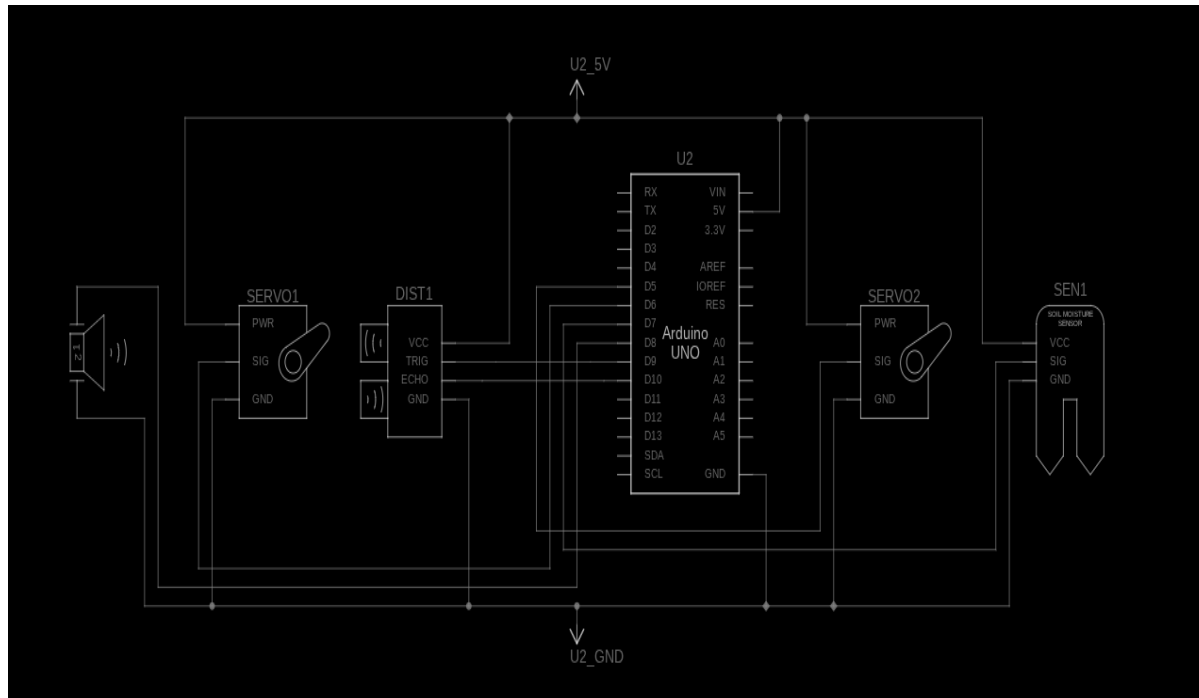 U2_5V
U2
RX
TX
D2
D3
D4
D5
D6
D7
D8
D9
D10
D11
D12
D13
SDA
SCL
VIN
5V
3.3V
AREF
IOREF
RES
A0
A1
A2
A3
A4
A5
GND
Arduino
UNO
1
2
SERVO1
PWR
SIG
GND
DIST1
VCC
TRIG
ECHO
GND
SERVO2
PWR
SIG
GND
SEN1
SOIL MOISTURE
SENSOR
VCC
SIG
GND
U2_GND